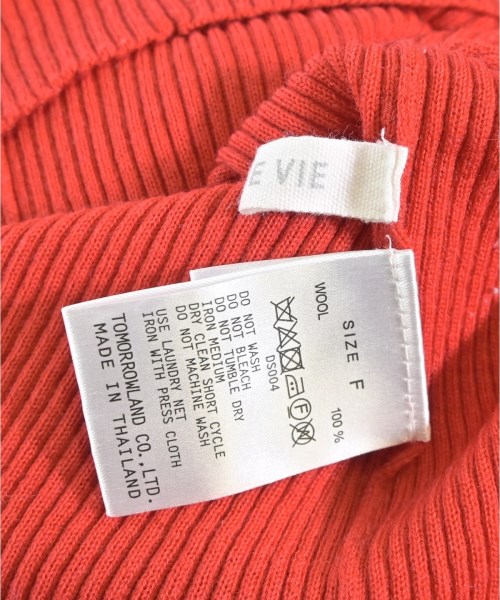 E VIE
SIZE F
WOOL 100%
DS004
DO NOT WASH
DO NOT BLEACH
DO NOT TUMBLE DRY
IRON MEDIUM
DRY CLEAN SHORT CYCLE
DO NOT MACHINE WASH
USE LAUNDRY NET
IRON WITH PRESS CLOTH
TOMORROWLAND CO.,LTD.
MADE IN THAILAND